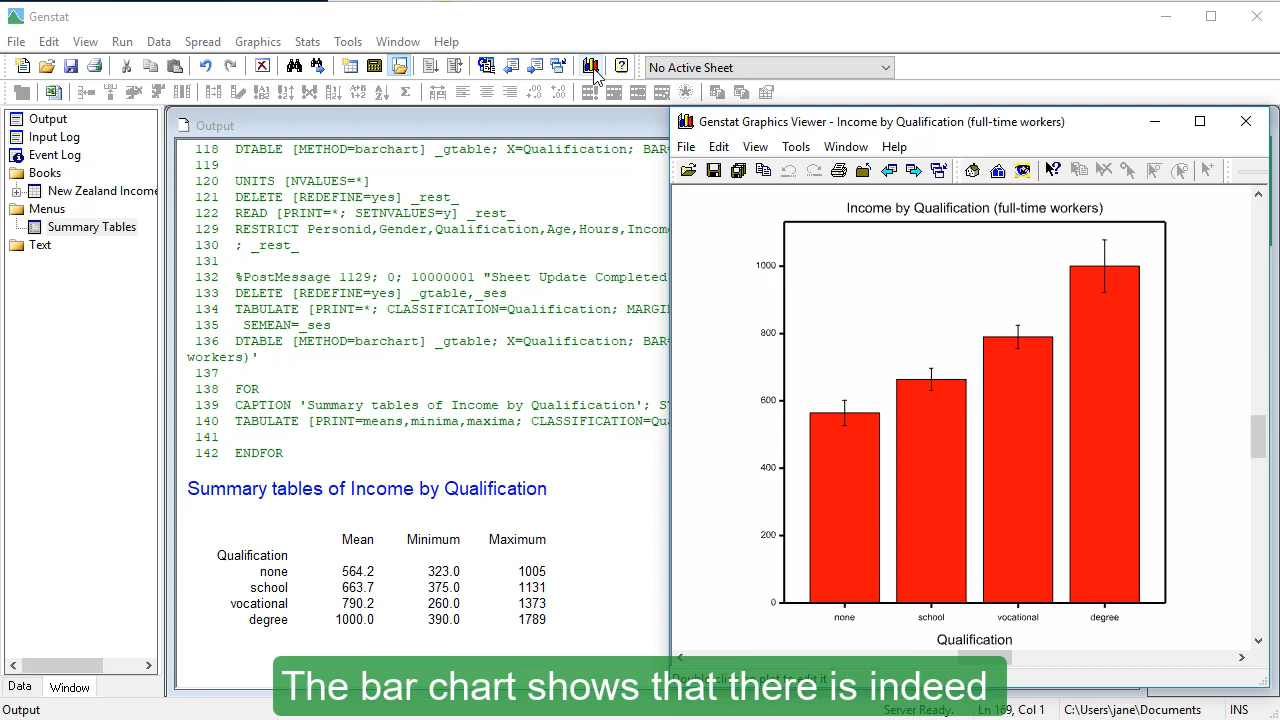 Genstat
File Edit View Run Data Spread Graphics Stats Tools Window Help
No Active Sheet
Output
Input Log
Event Log
Books
New Zealand Income
Menus
Summary Tables
Text
Data Window
Output
118 DTABLE [METHOD=barchart] _gtable; X=Qualification; BAR=
119
120 UNITS [NVALUES=*]
121 DELETE [REDEFINE=yes] _rest_
122 READ [PRINT=*; SETNVALUES=y] _rest_
129 RESTRICT Personid,Gender,Qualification,Age,Hours,Income
130 ; _rest_
131
132 %PostMessage 1129; 0; 10000001 "Sheet Update Completed
133 DELETE [REDEFINE=yes] _gtable,_ses
134 TABULATE [PRINT=*; CLASSIFICATION=Qualification; MARGI
135 SEMEAN=_ses
136 DTABLE [METHOD=barchart] _gtable; X=Qualification; BAR=
workers)'
137
138 FOR
139 CAPTION 'Summary tables of Income by Qualification'; ST
140 TABULATE [PRINT=means,minima,maxima; CLASSIFICATION=Qua
141
142 ENDFOR
Summary tables of Income by Qualification
Mean Minimum Maximum
Qualification
none 564.2 323.0 1005
school 663.7 375.0 1131
vocational 790.2 260.0 1373
degree 1000.0 390.0 1789
Genstat Graphics Viewer - Income by Qualification (full-time workers)
File Edit View Tools Window Help
Income by Qualification (full-time workers)
1000
800
600
400
200
0
none school vocational degree
Qualification
The bar chart shows that there is indeed
Output Server Ready. Ln 169, Col 1 C:\Users\jane\Documents INS